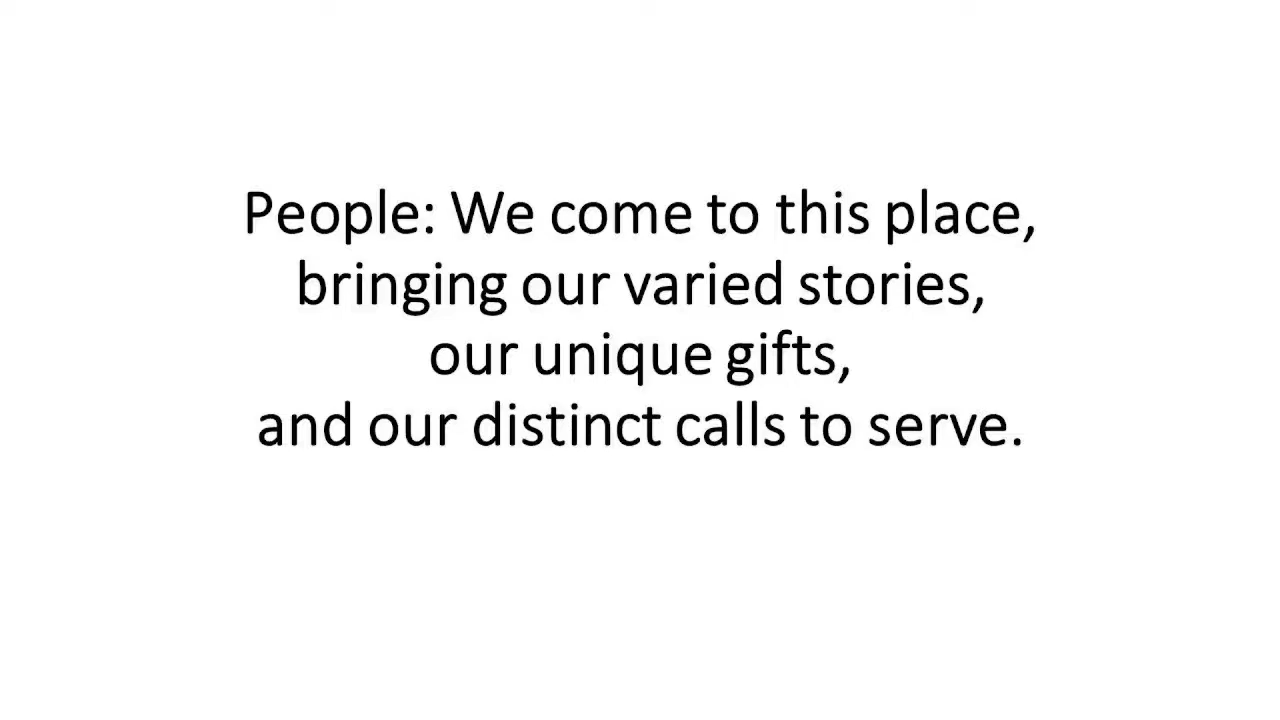 People: We come to this place,
bringing our varied stories,
our unique gifts,
and our distinct calls to serve.